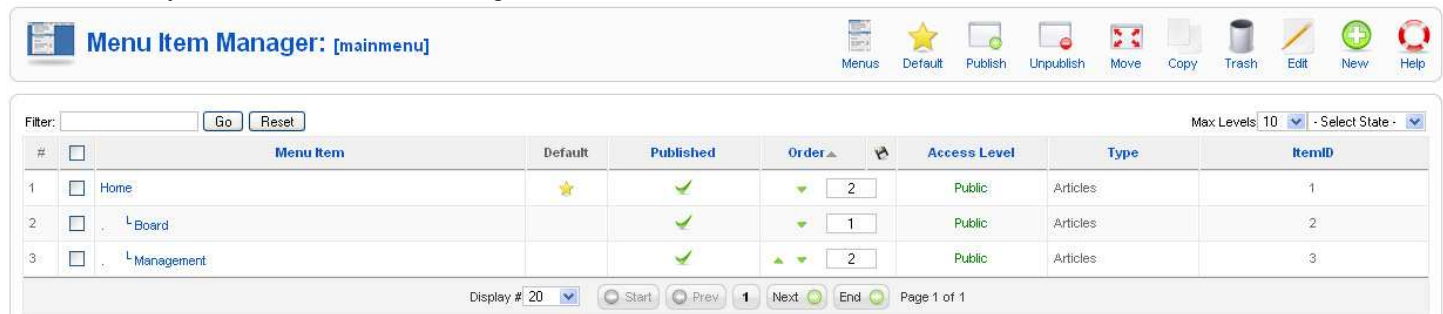 Menu Item Manager: [mainmenu]
Menus Default Publish Unpublish Move Copy Trash Edit New Help
Filter: Go Reset Max Levels 10 - Select State -
# Menu Item Default Published Order Access Level Type ItemID
1 Home 2 Public Articles 1
2 . Board 1 Public Articles 2
3 . Management 2 Public Articles 3
Display # 20 Start Prev 1 Next End Page 1 of 1